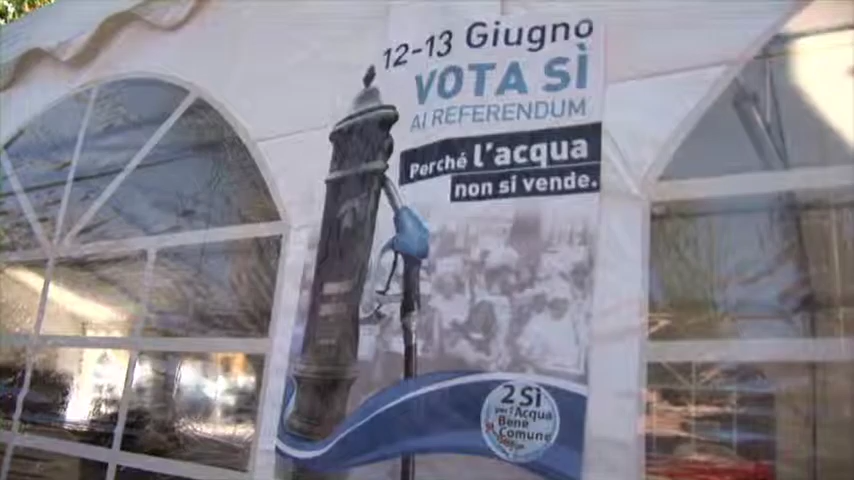 12-13 Giugno
VOTA SÌ
AI REFERENDUM
Perché l'acqua
non si vende.
2 SÌ
per l'Acqua
Bene
Comune